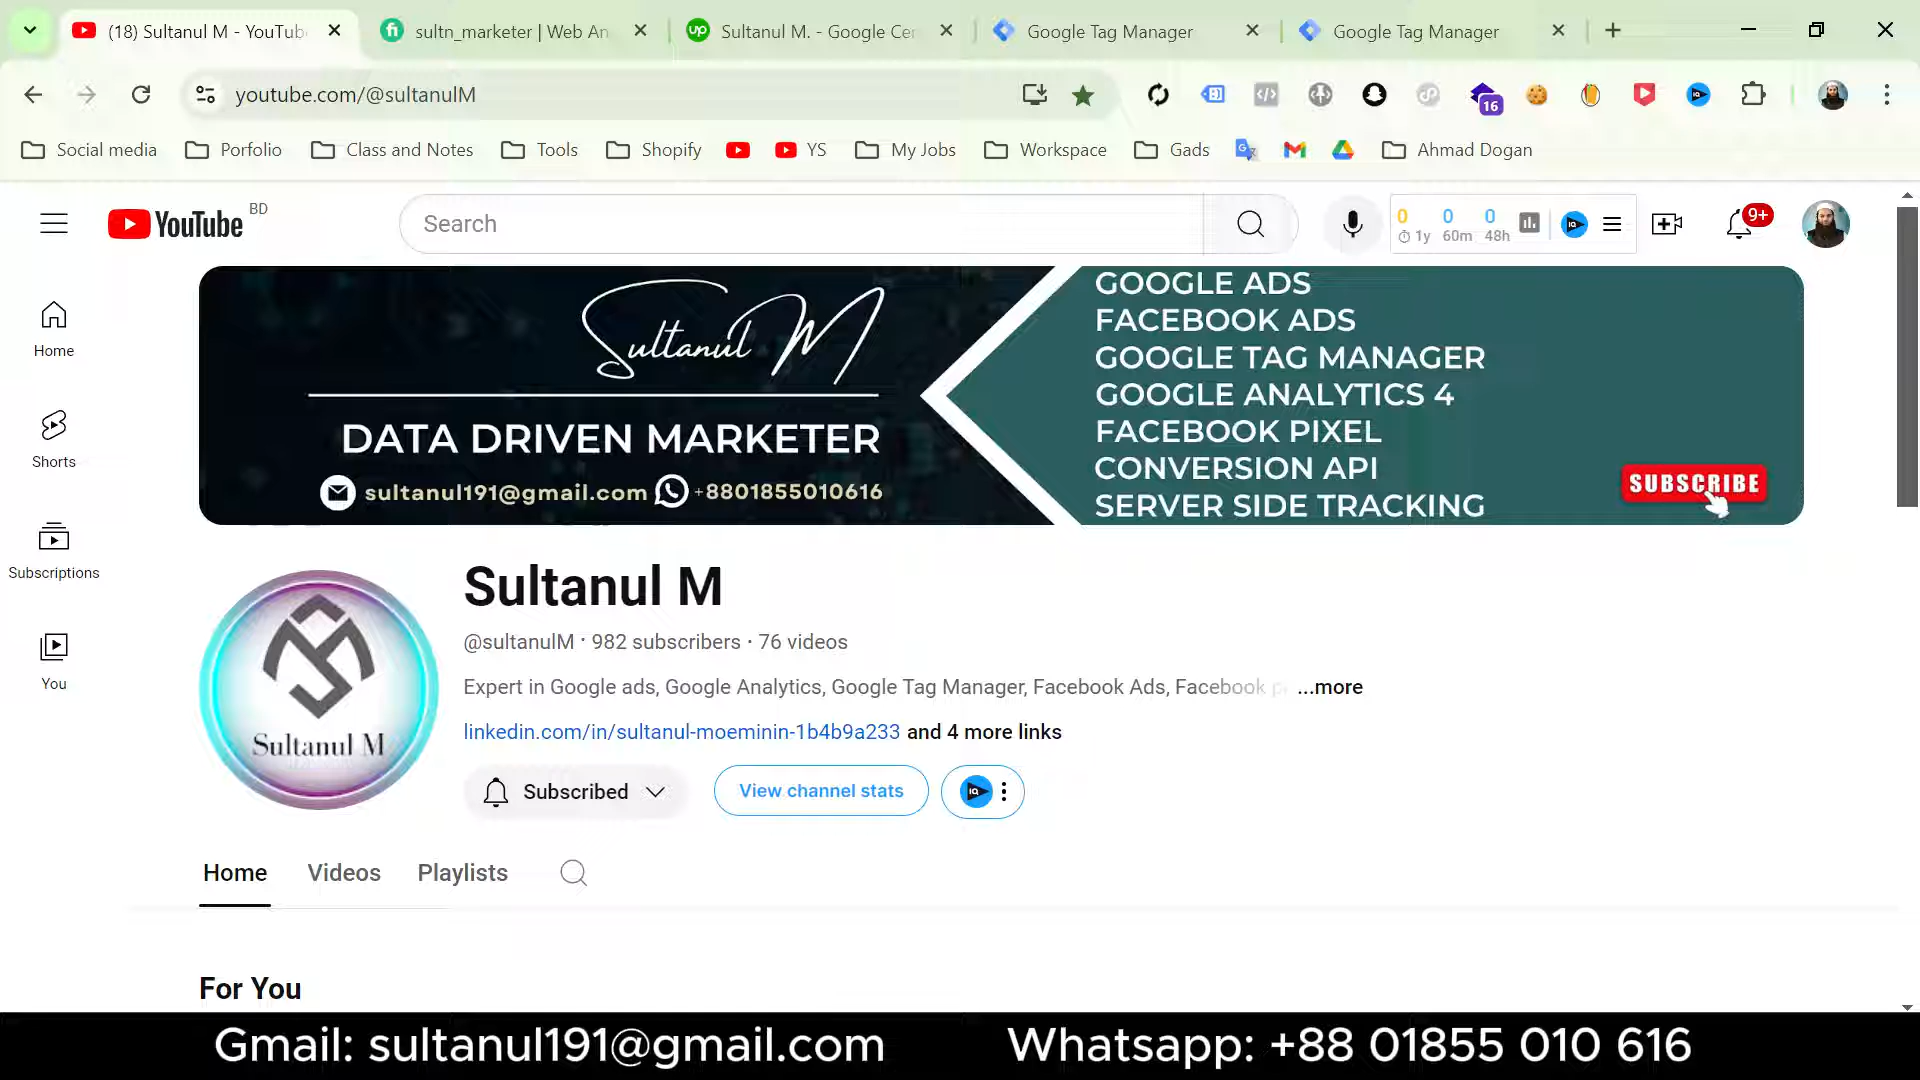 (18) Sultanul M - YouTub
sultn_marketer | Web An
Sultanul M. - Google Cer
Google Tag Manager
Google Tag Manager
youtube.com/@sultanulM
16
Social media
Porfolio
Class and Notes
Tools
Shopify
YS
My Jobs
Workspace
Gads
Ahmad Dogan
YouTube BD
Search
0 0 0
1y 60m 48h
9+
Home
Shorts
Subscriptions
You
Sultanul M
DATA DRIVEN MARKETER
sultanul191@gmail.com +8801855010616
GOOGLE ADS
FACEBOOK ADS
GOOGLE TAG MANAGER
GOOGLE ANALYTICS 4
FACEBOOK PIXEL
CONVERSION API
SERVER SIDE TRACKING
SUBSCRIBE
Sultanul M
Sultanul M
@sultanulM · 982 subscribers · 76 videos
Expert in Google ads, Google Analytics, Google Tag Manager, Facebook Ads, Facebook p ...more
linkedin.com/in/sultanul-moeminin-1b4b9a233 and 4 more links
Subscribed
View channel stats
IQ
Home
Videos
Playlists
For You
Gmail: sultanul191@gmail.com
Whatsapp: +88 01855 010 616